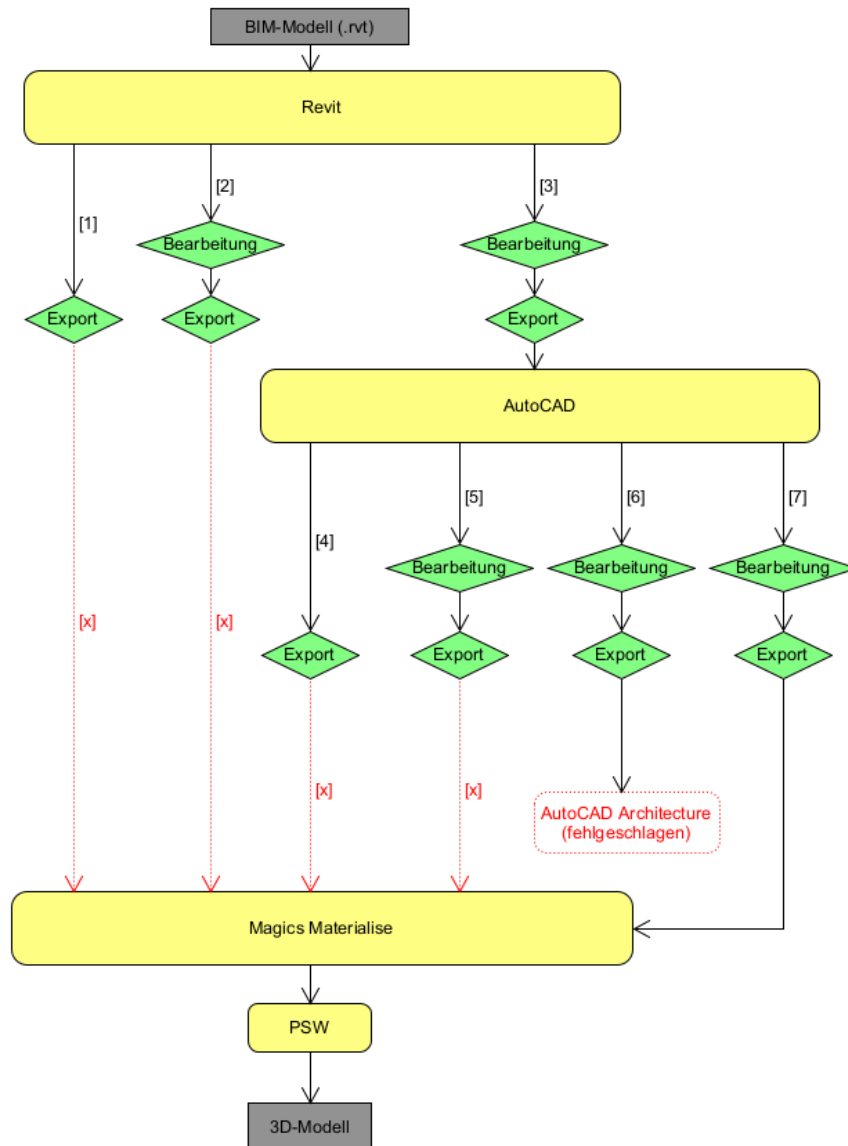 BIM-Modell (.rvt)
Revit
[1]
[2]
[3]
Bearbeitung
Bearbeitung
Export
Export
Export
AutoCAD
[4]
[5]
[6]
[7]
Bearbeitung
Bearbeitung
Bearbeitung
[x]
[x]
Export
Export
Export
Export
[x]
[x]
AutoCAD Architecture
(fehlgeschlagen)
Magics Materialise
PSW
3D-Modell